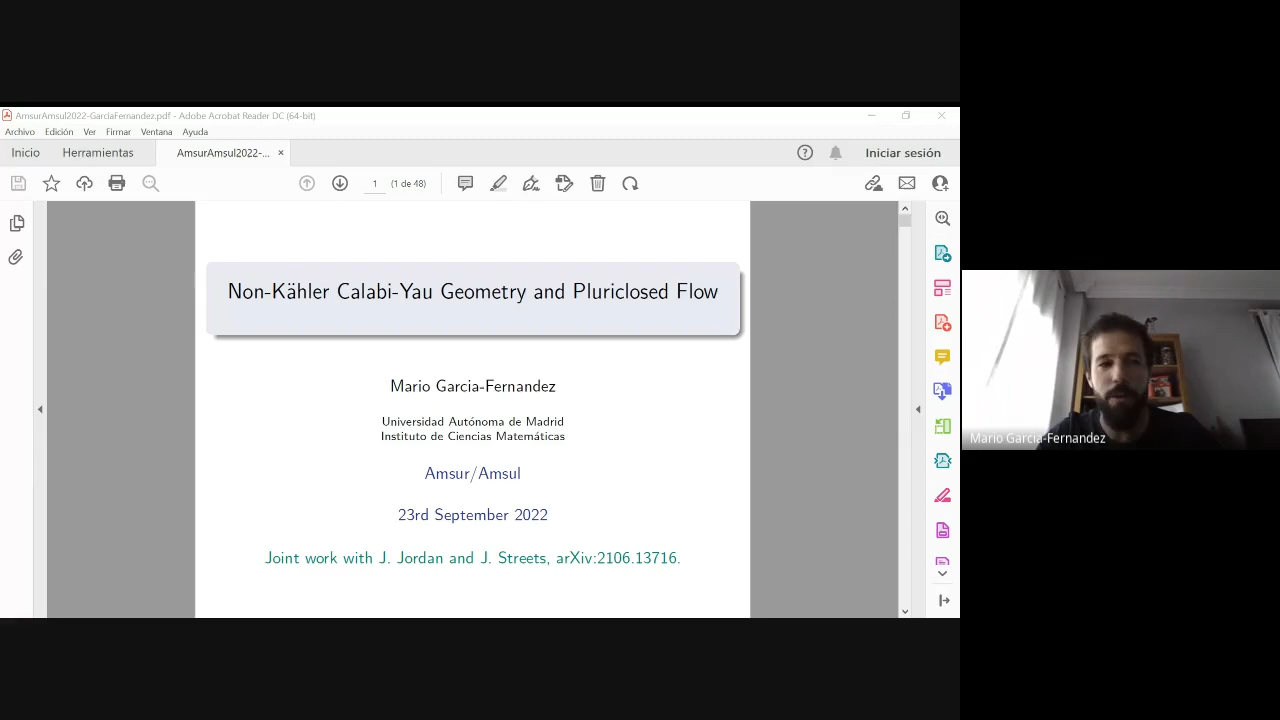 AmsurAmsul2022-GarciaFernandez.pdf - Adobe Acrobat Reader DC (64-bit)
Archivo Edición Ver Firmar Ventana Ayuda
Inicio Herramientas AmsurAmsul2022-... × Iniciar sesión
1 (1 de 48)
Non-Kähler Calabi-Yau Geometry and Pluriclosed Flow
Mario Garcia-Fernandez
Universidad Autónoma de Madrid
Instituto de Ciencias Matemáticas
Amsur/Amsul
23rd September 2022
Joint work with J. Jordan and J. Streets, arXiv:2106.13716.
Mario Garcia-Fernandez